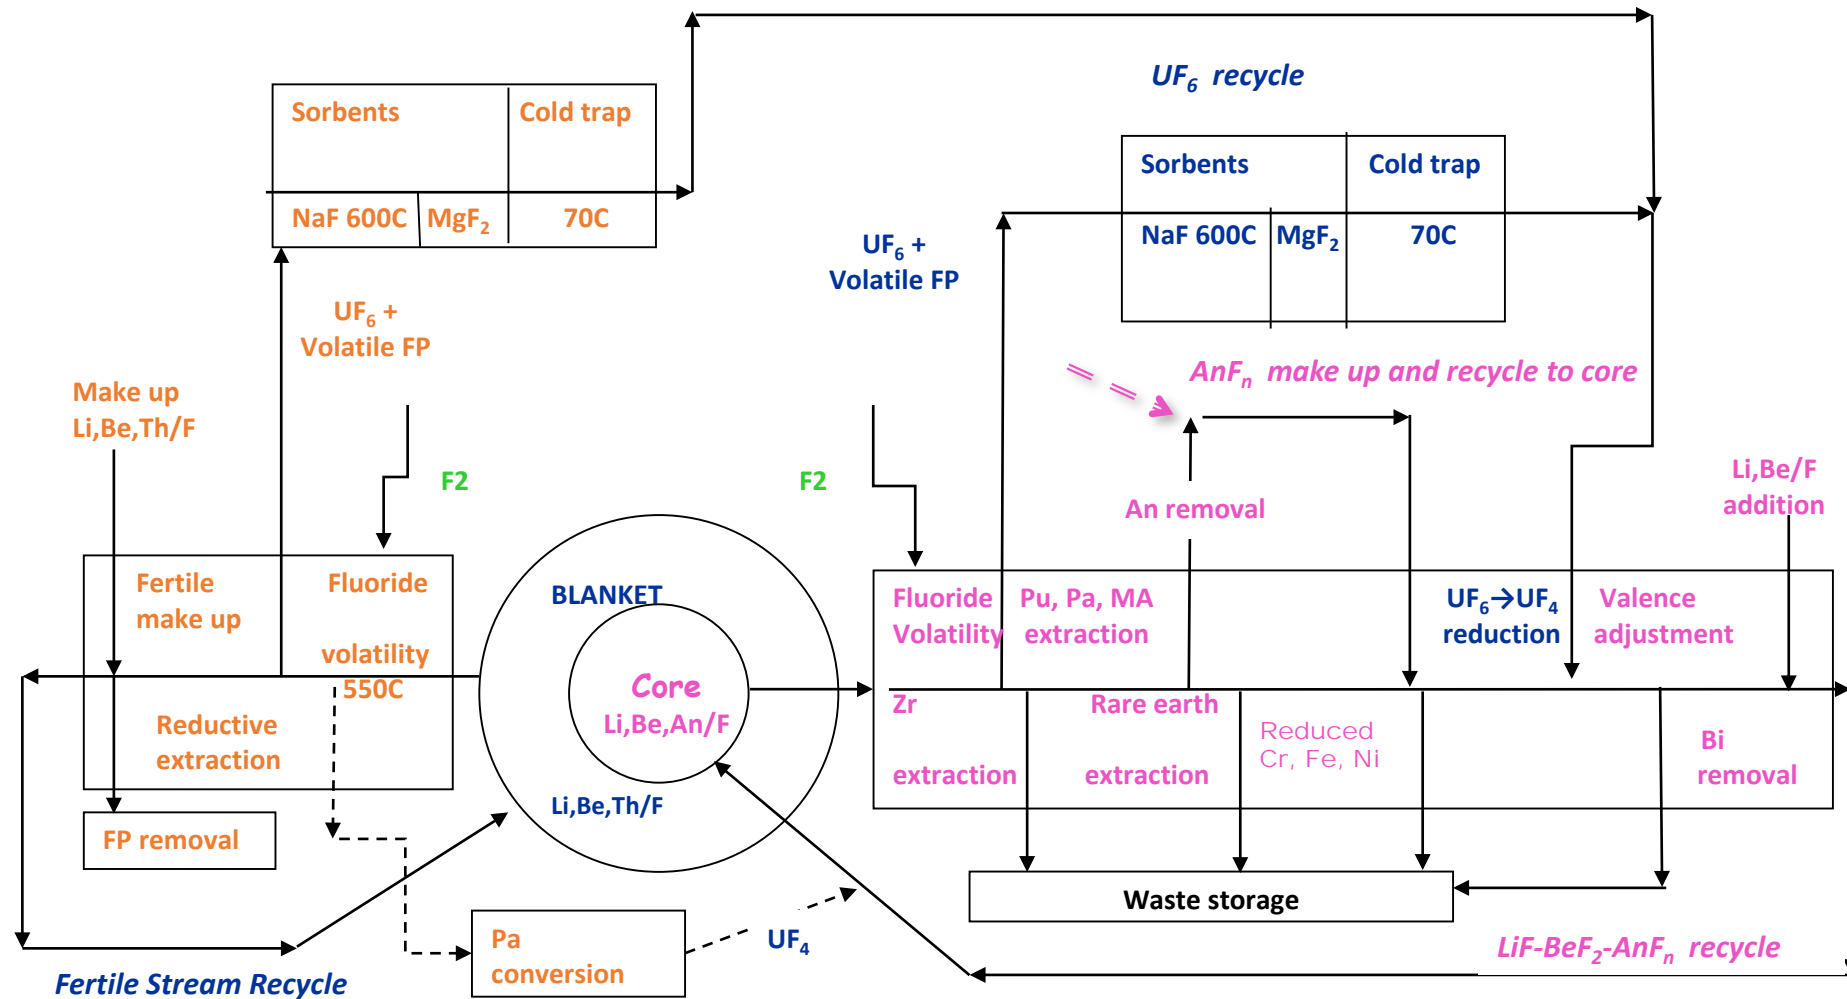 UF6 recycle
Sorbents
Cold trap
NaF 600C
MgF2
70C
Sorbents
Cold trap
NaF 600C
MgF2
70C
UF6 +
Volatile FP
UF6 +
Volatile FP
AnFn make up and recycle to core
Make up
Li,Be,Th/F
F2
F2
An removal
Li,Be/F
addition
Fertile
make up
Fluoride
volatility
550C
Reductive
extraction
FP removal
BLANKET
Core
Li,Be,An/F
Li,Be,Th/F
Fluoride
Volatility
Pu, Pa, MA
extraction
UF6→UF4
reduction
Valence
adjustment
Zr
extraction
Rare earth
extraction
Reduced
Cr, Fe, Ni
Bi
removal
Waste storage
Pa
conversion
UF4
LiF-BeF2-AnFn recycle
Fertile Stream Recycle